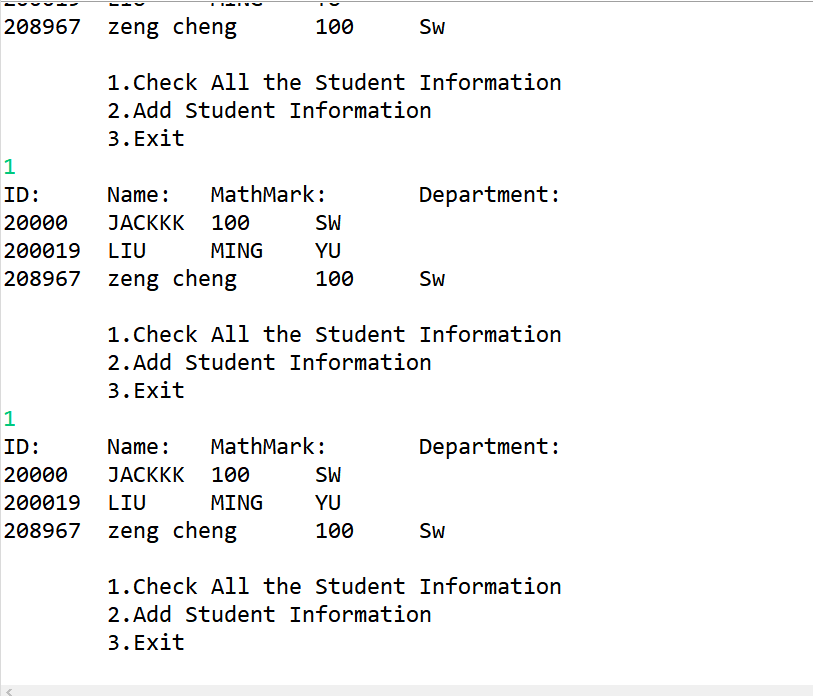 200019 LIU MING YU
208967 zeng cheng 100 Sw
1.Check All the Student Information
2.Add Student Information
3.Exit
1
ID: Name: MathMark: Department:
20000 JACKKK 100 SW
200019 LIU MING YU
208967 zeng cheng 100 Sw
1.Check All the Student Information
2.Add Student Information
3.Exit
1
ID: Name: MathMark: Department:
20000 JACKKK 100 SW
200019 LIU MING YU
208967 zeng cheng 100 Sw
1.Check All the Student Information
2.Add Student Information
3.Exit